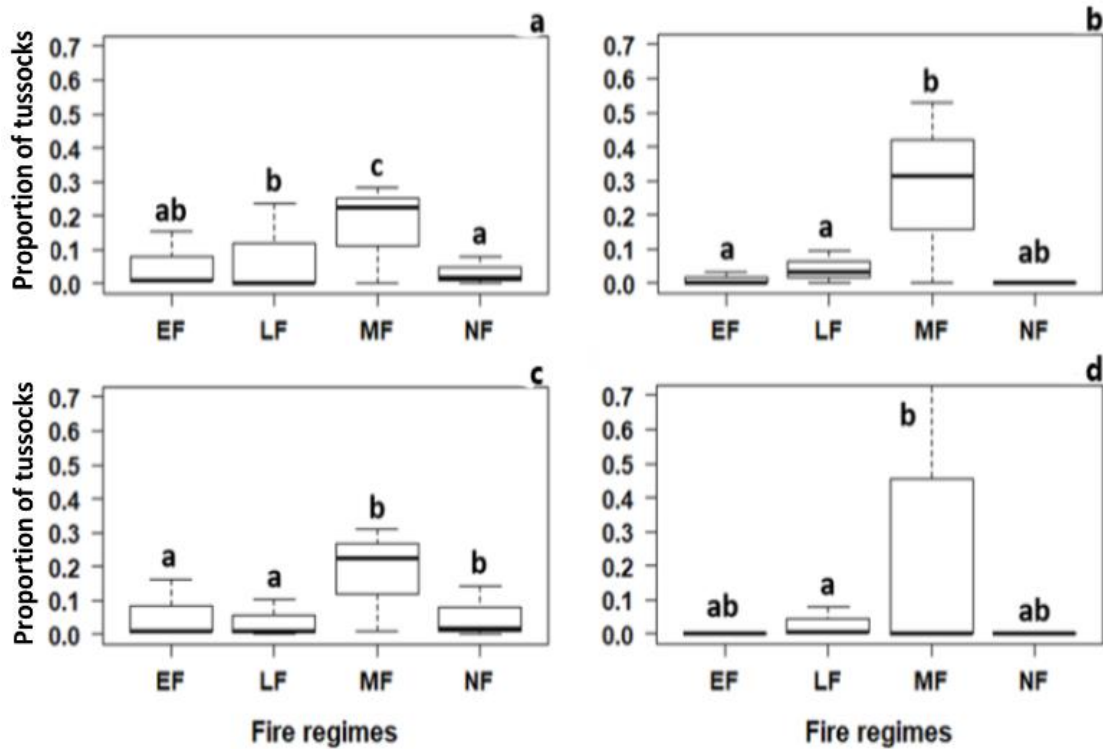 a
Proportion of tussocks
0.7
0.6
0.5
0.4
0.3
0.2
0.1
0.0
ab
b
c
a
EF LF MF NF
b
0.7
0.6
0.5
0.4
0.3
0.2
0.1
0.0
a
a
b
ab
EF LF MF NF
c
Proportion of tussocks
0.7
0.6
0.5
0.4
0.3
0.2
0.1
0.0
a
a
b
b
EF LF MF NF
Fire regimes
d
0.7
0.6
0.5
0.4
0.3
0.2
0.1
0.0
ab
a
b
ab
EF LF MF NF
Fire regimes